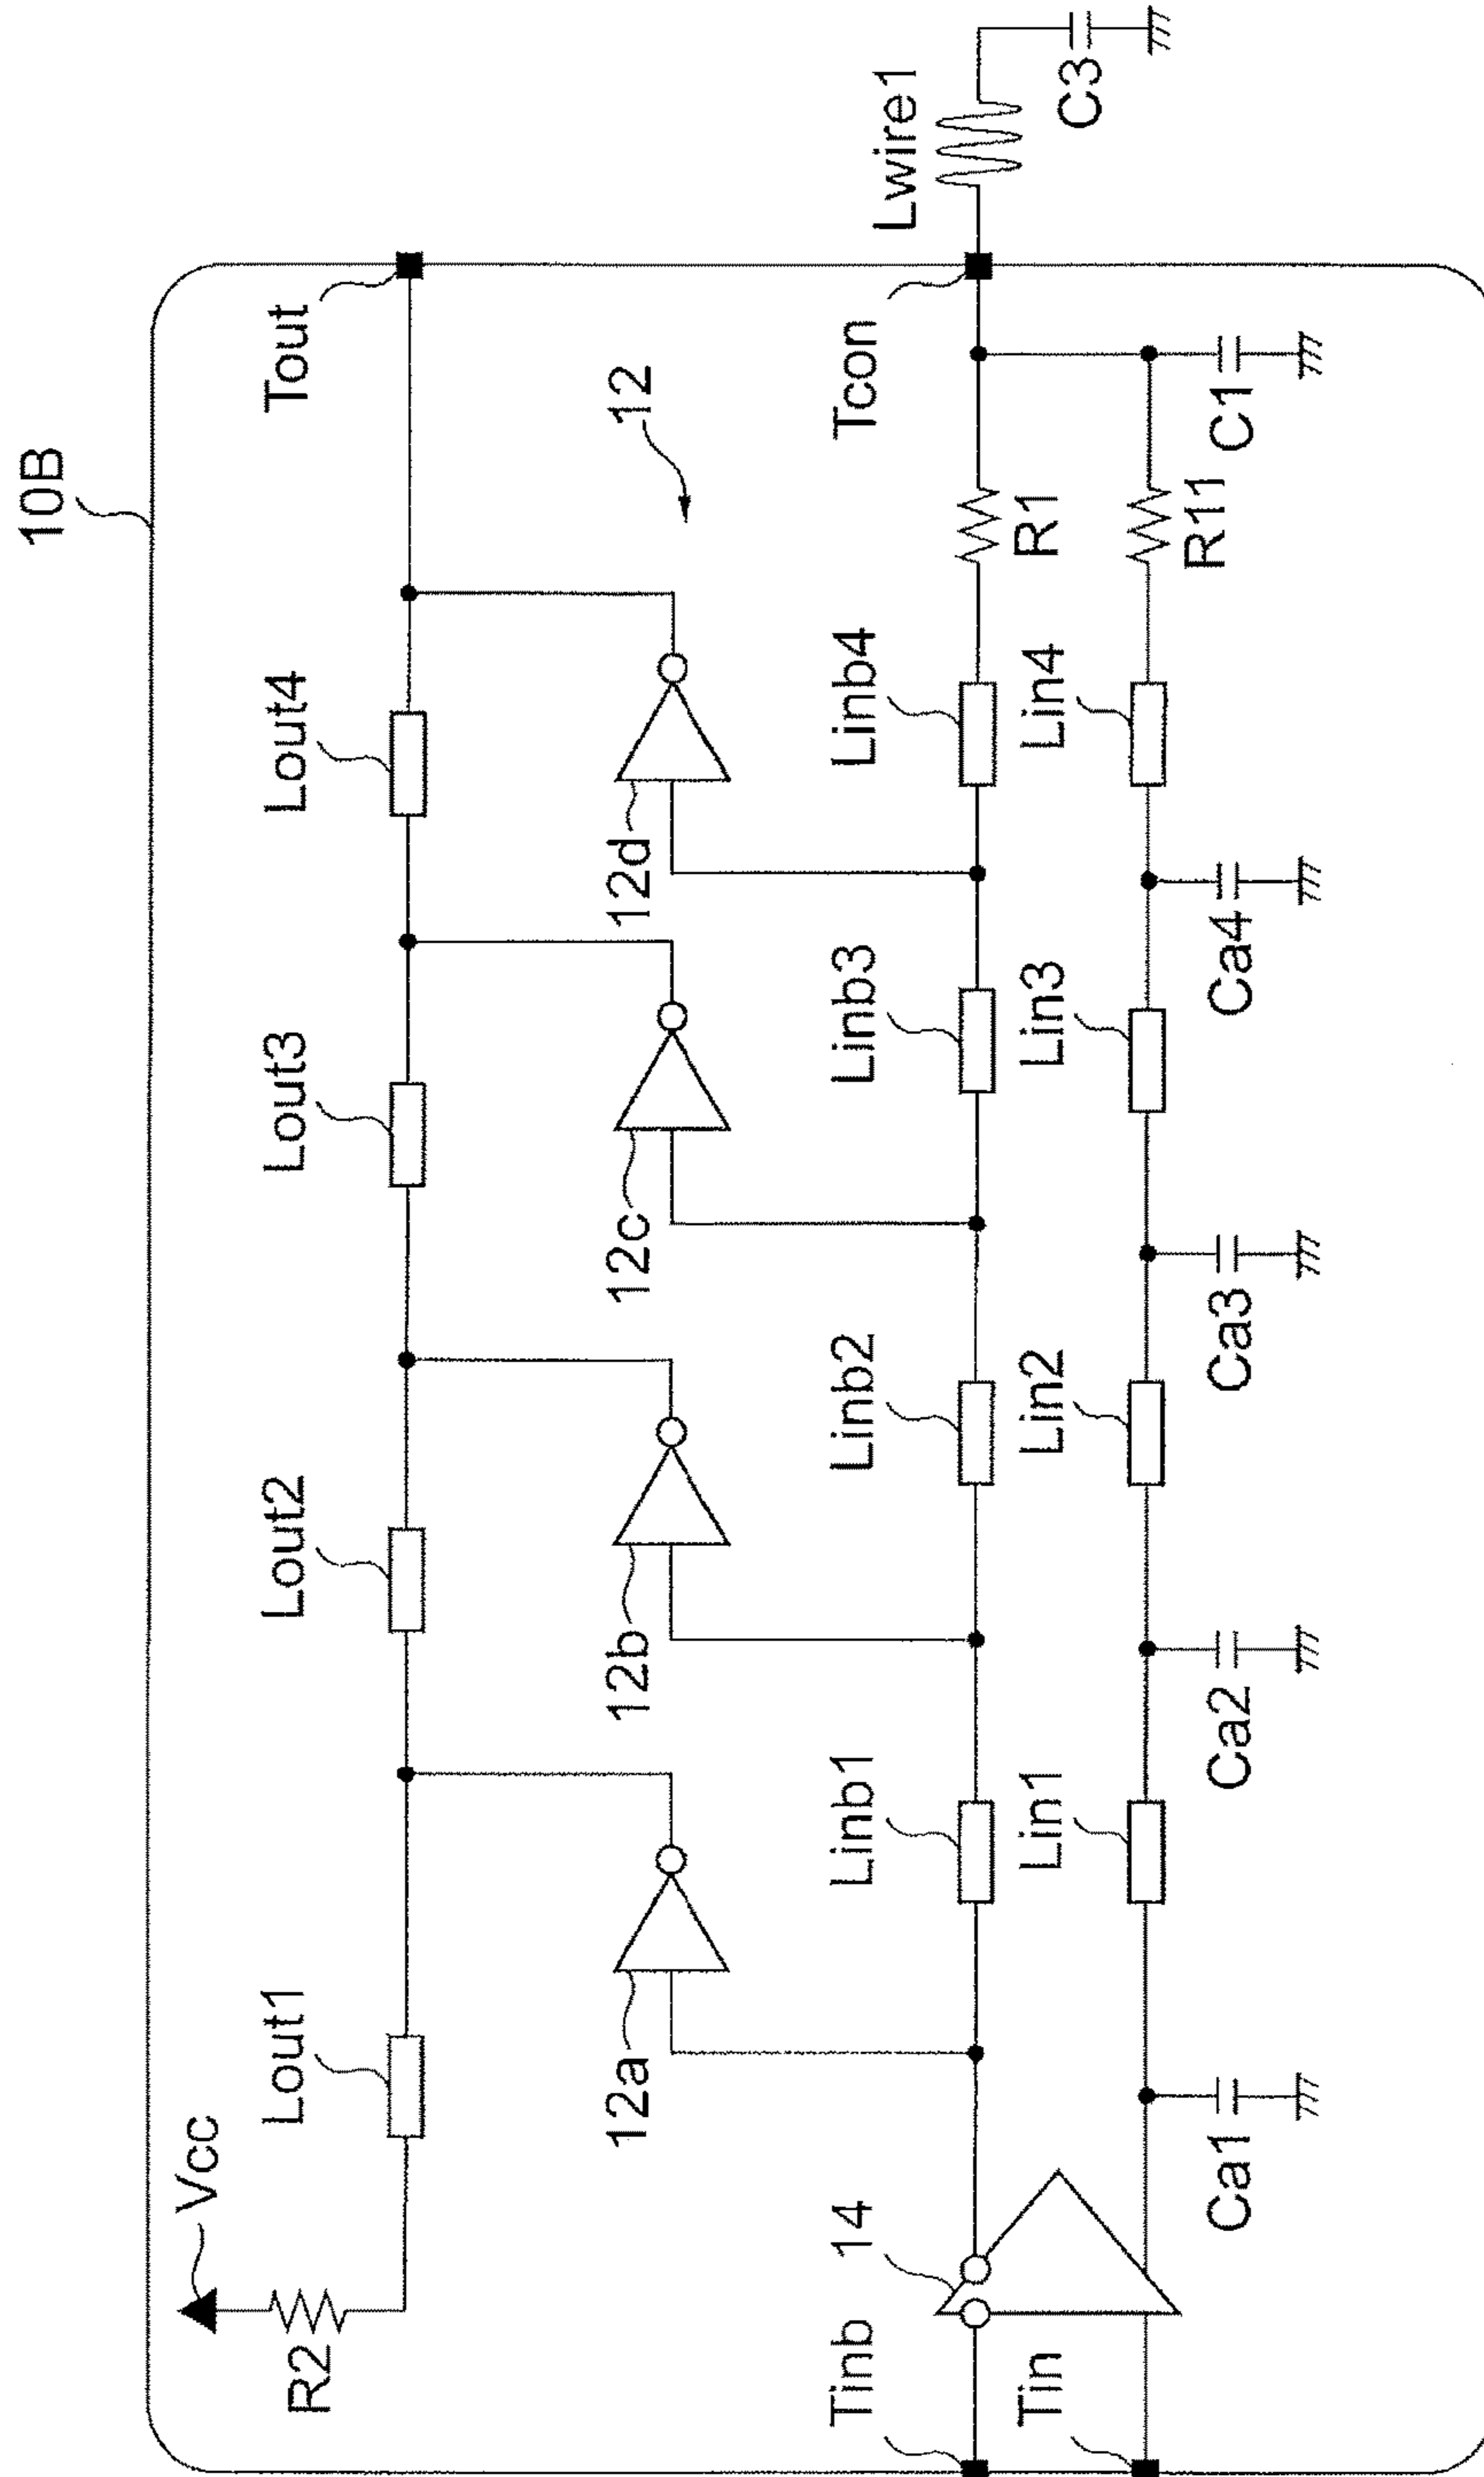 10B
Vcc
R2
Lout1
Lout2
Lout3
Lout4
Tout
12
12a
12b
12c
12d
Tinb
14
Linb1
Linb2
Linb3
Linb4
R1
Tcon
Lwire1
C3
Tin
Lin1
Lin2
Lin3
Lin4
R11
C1
Ca1
Ca2
Ca3
Ca4